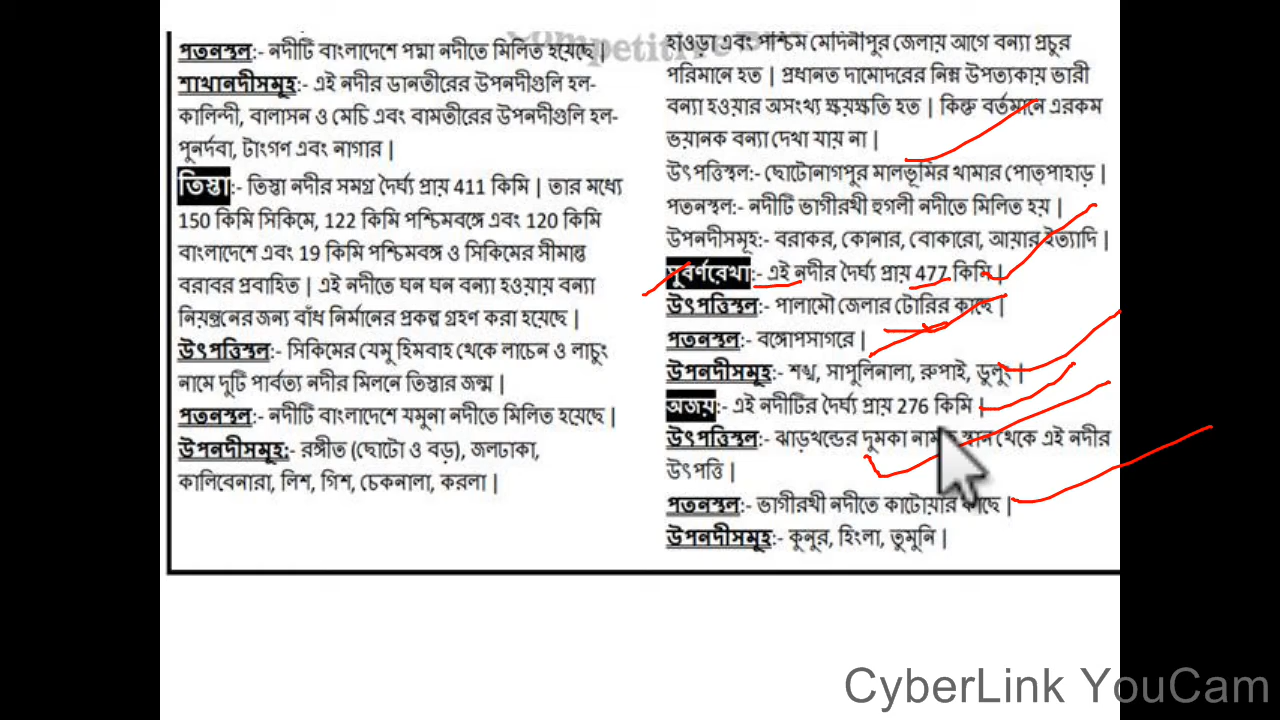 পতনস্থল:- নদীটি বাংলাদেশে পদ্মা নদীতে মিলিত হয়েছে |
শাখানদীসমূহ:- এই নদীর ডানতীরের উপনদীগুলি হল-
কালিন্দী, বালাসন ও মেচি এবং বামতীরের উপনদীগুলি হল-
পুনর্দবা, টাংগণ এবং নাগার |
তিস্তা:- তিস্তা নদীর সমগ্র দৈর্ঘ্য প্রায় 411 কিমি | তার মধ্যে
150 কিমি সিকিমে, 122 কিমি পশ্চিমবঙ্গে এবং 120 কিমি
বাংলাদেশে এবং 19 কিমি পশ্চিমবঙ্গ ও সিকিমের সীমান্ত
বরাবর প্রবাহিত | এই নদীতে ঘন ঘন বন্যা হওয়ায় বন্যা
নিয়ন্ত্রনের জন্য বাঁধ নির্মানের প্রকল্প গ্রহণ করা হয়েছে |
উৎপত্তিস্থল:- সিকিমের যেমু হিমবাহ থেকে লাচেন ও লাচুং
নামে দুটি পার্বত্য নদীর মিলনে তিস্তার জন্ম |
পতনস্থল:- নদীটি বাংলাদেশে যমুনা নদীতে মিলিত হয়েছে |
উপনদীসমূহ:- রঙ্গীত (ছোটো ও বড়), জলঢাকা,
কালিবেনারা, লিশ, গিশ, চেকনালা, করলা |
হাওড়া এবং পশ্চিম মেদিনীপুর জেলায় আগে বন্যা প্রচুর
পরিমানে হত | প্রধানত দামোদরের নিম্ন উপত্যকায় ভারী
বন্যা হওয়ার অসংখ্য ক্ষয়ক্ষতি হত | কিন্তু বর্তমানে এরকম
ভয়ানক বন্যা দেখা যায় না |
উৎপত্তিস্থল:- ছোটোনাগপুর মালভূমির খামার পোত্পাহাড় |
পতনস্থল:- নদীটি ভাগীরথী হুগলী নদীতে মিলিত হয় |
উপনদীসমূহ:- বরাকর, কোনার, বোকারো, আয়ার ইত্যাদি |
সূবর্ণরেখা:- এই নদীর দৈর্ঘ্য প্রায় 477 কিমি |
উৎপত্তিস্থল:- পালামৌ জেলার টোরির কাছে |
পতনস্থল:- বঙ্গোপসাগরে |
উপনদীসমূহ:- শঙ্খ, সাপুলিনালা, রুপাই, ডুলুং |
অজয়:- এই নদীটির দৈর্ঘ্য প্রায় 276 কিমি |
উৎপত্তিস্থল:- ঝাড়খন্ডের দুমকা নামক স্থান থেকে এই নদীর
উৎপত্তি |
পতনস্থল:- ভাগীরথী নদীতে কাটোয়ার কাছে |
উপনদীসমূহ:- কুনুর, হিংলা, তুমুনি |
CyberLink YouCam